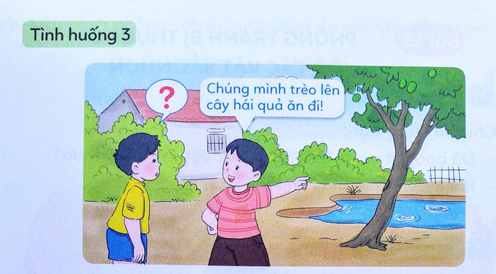 Tình huống 3
?
Chúng mình trèo lên
cây hái quả ăn đi!